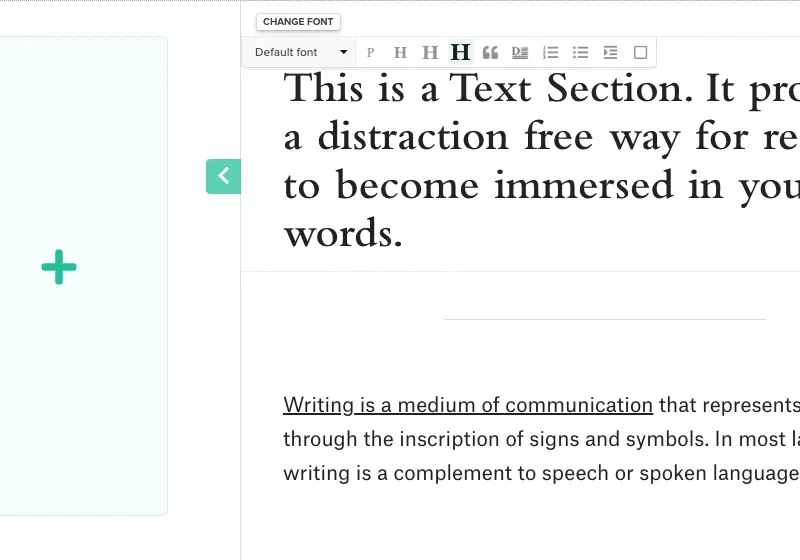 CHANGE FONT
Default font P H H H
This is a Text Section. It pro
a distraction free way for re
to become immersed in you
words.
Writing is a medium of communication that represents
through the inscription of signs and symbols. In most la
writing is a complement to speech or spoken language